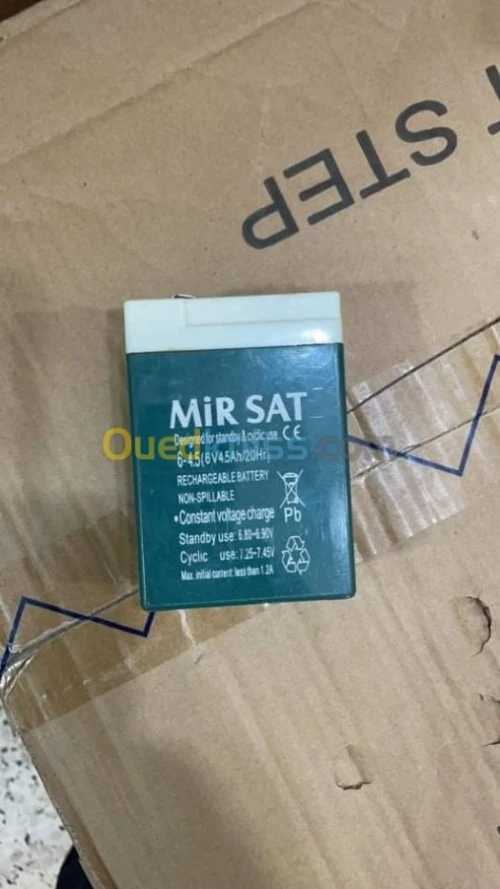 T STEP
MiR SAT
Designed for standby & cyclic use CE
6-4.5(6V4.5Ah/20Hr)
RECHARGEABLE BATTERY
NON-SPILLABLE
•Constant voltage charge
Pb
Standby use: 6.80~6.90V
Cyclic use: 7.25~7.45V
Max. initial current: less than 1.2A